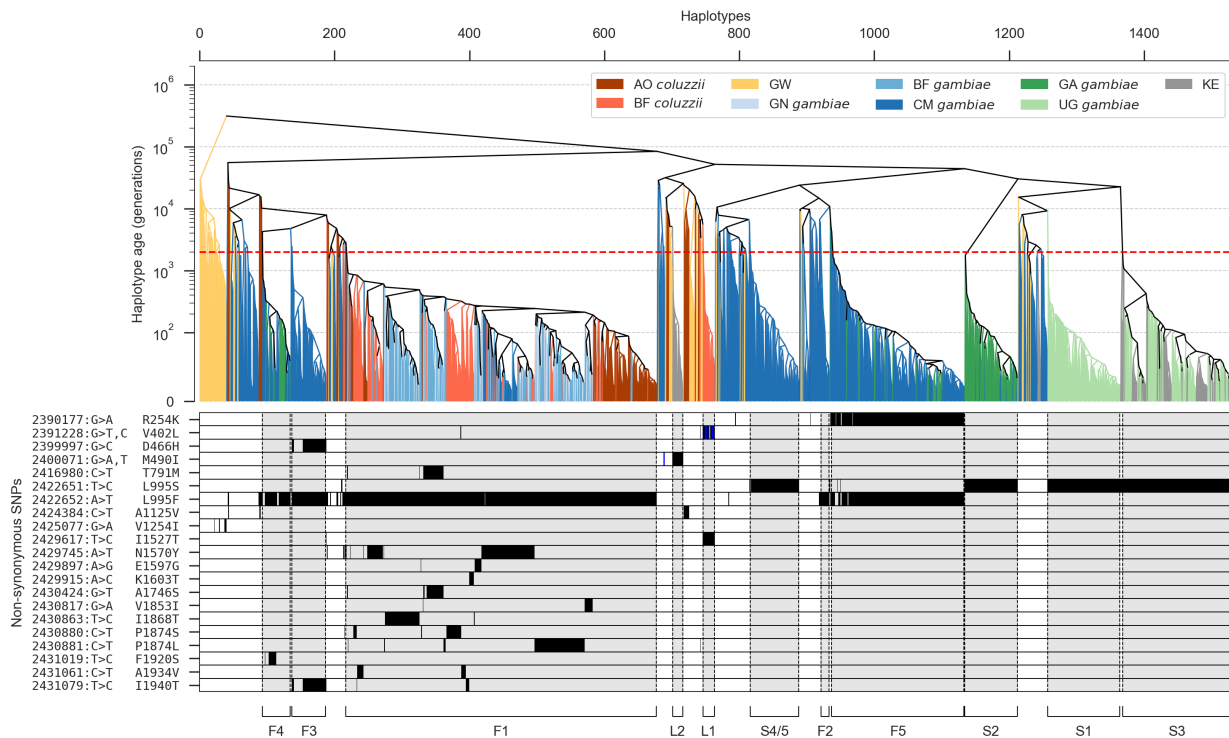 Haplotypes
0 200 400 600 800 1000 1200 1400
Haplotype age (generations)
10^6
10^5
10^4
10^3
10^2
0
AO coluzzii GW BF gambiae GA gambiae KE
BF coluzzii GN gambiae CM gambiae UG gambiae
Non-synonymous SNPs
2390177:G>A R254K
2391228:G>T,C V402L
2399997:G>C D466H
2400071:G>A,T M490I
2416980:C>T T791M
2422651:T>C L995S
2422652:A>T L995F
2424384:C>T A1125V
2425077:G>A V1254I
2429617:T>C I1527T
2429745:A>T N1570Y
2429897:A>G E1597G
2429915:A>C K1603T
2430424:G>T A1746S
2430817:G>A V1853I
2430863:T>C I1868T
2430880:C>T P1874S
2430881:C>T P1874L
2431019:T>C F1920S
2431061:C>T A1934V
2431079:T>C I1940T
F4 F3 F1 L2 L1 S4/5 F2 F5 S2 S1 S3